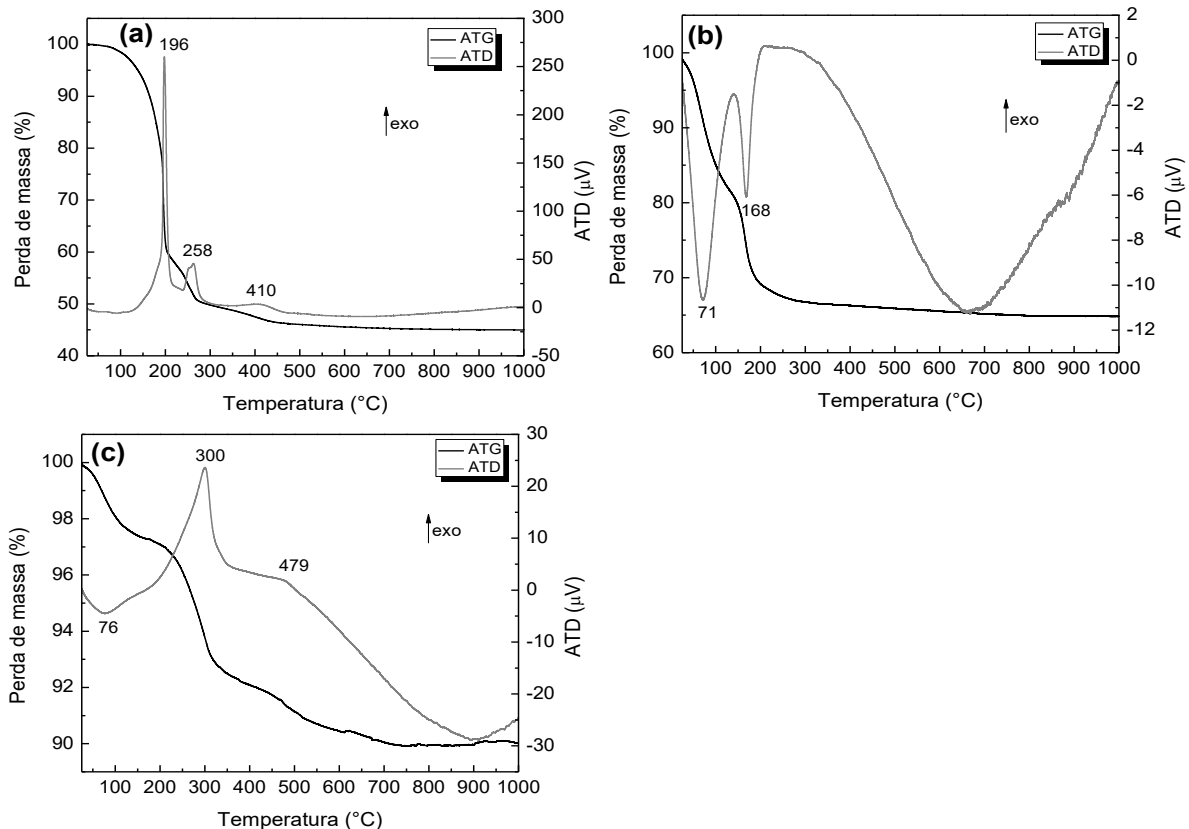 (a)
196
258
410
ATG
ATD
exo
100
90
80
70
60
50
40
300
250
200
150
100
50
0
-50
100 200 300 400 500 600 700 800 900 1000
Perda de massa (%)
ATD (µV)
Temperatura (°C)
(b)
71
168
ATG
ATD
exo
100
90
80
70
60
2
0
-2
-4
-6
-8
-10
-12
100 200 300 400 500 600 700 800 900 1000
Perda de massa (%)
ATD (µV)
Temperatura (°C)
(c)
76
300
479
ATG
ATD
exo
100
98
96
94
92
90
30
20
10
0
-10
-20
-30
100 200 300 400 500 600 700 800 900 1000
Perda de massa (%)
ATD (µV)
Temperatura (°C)